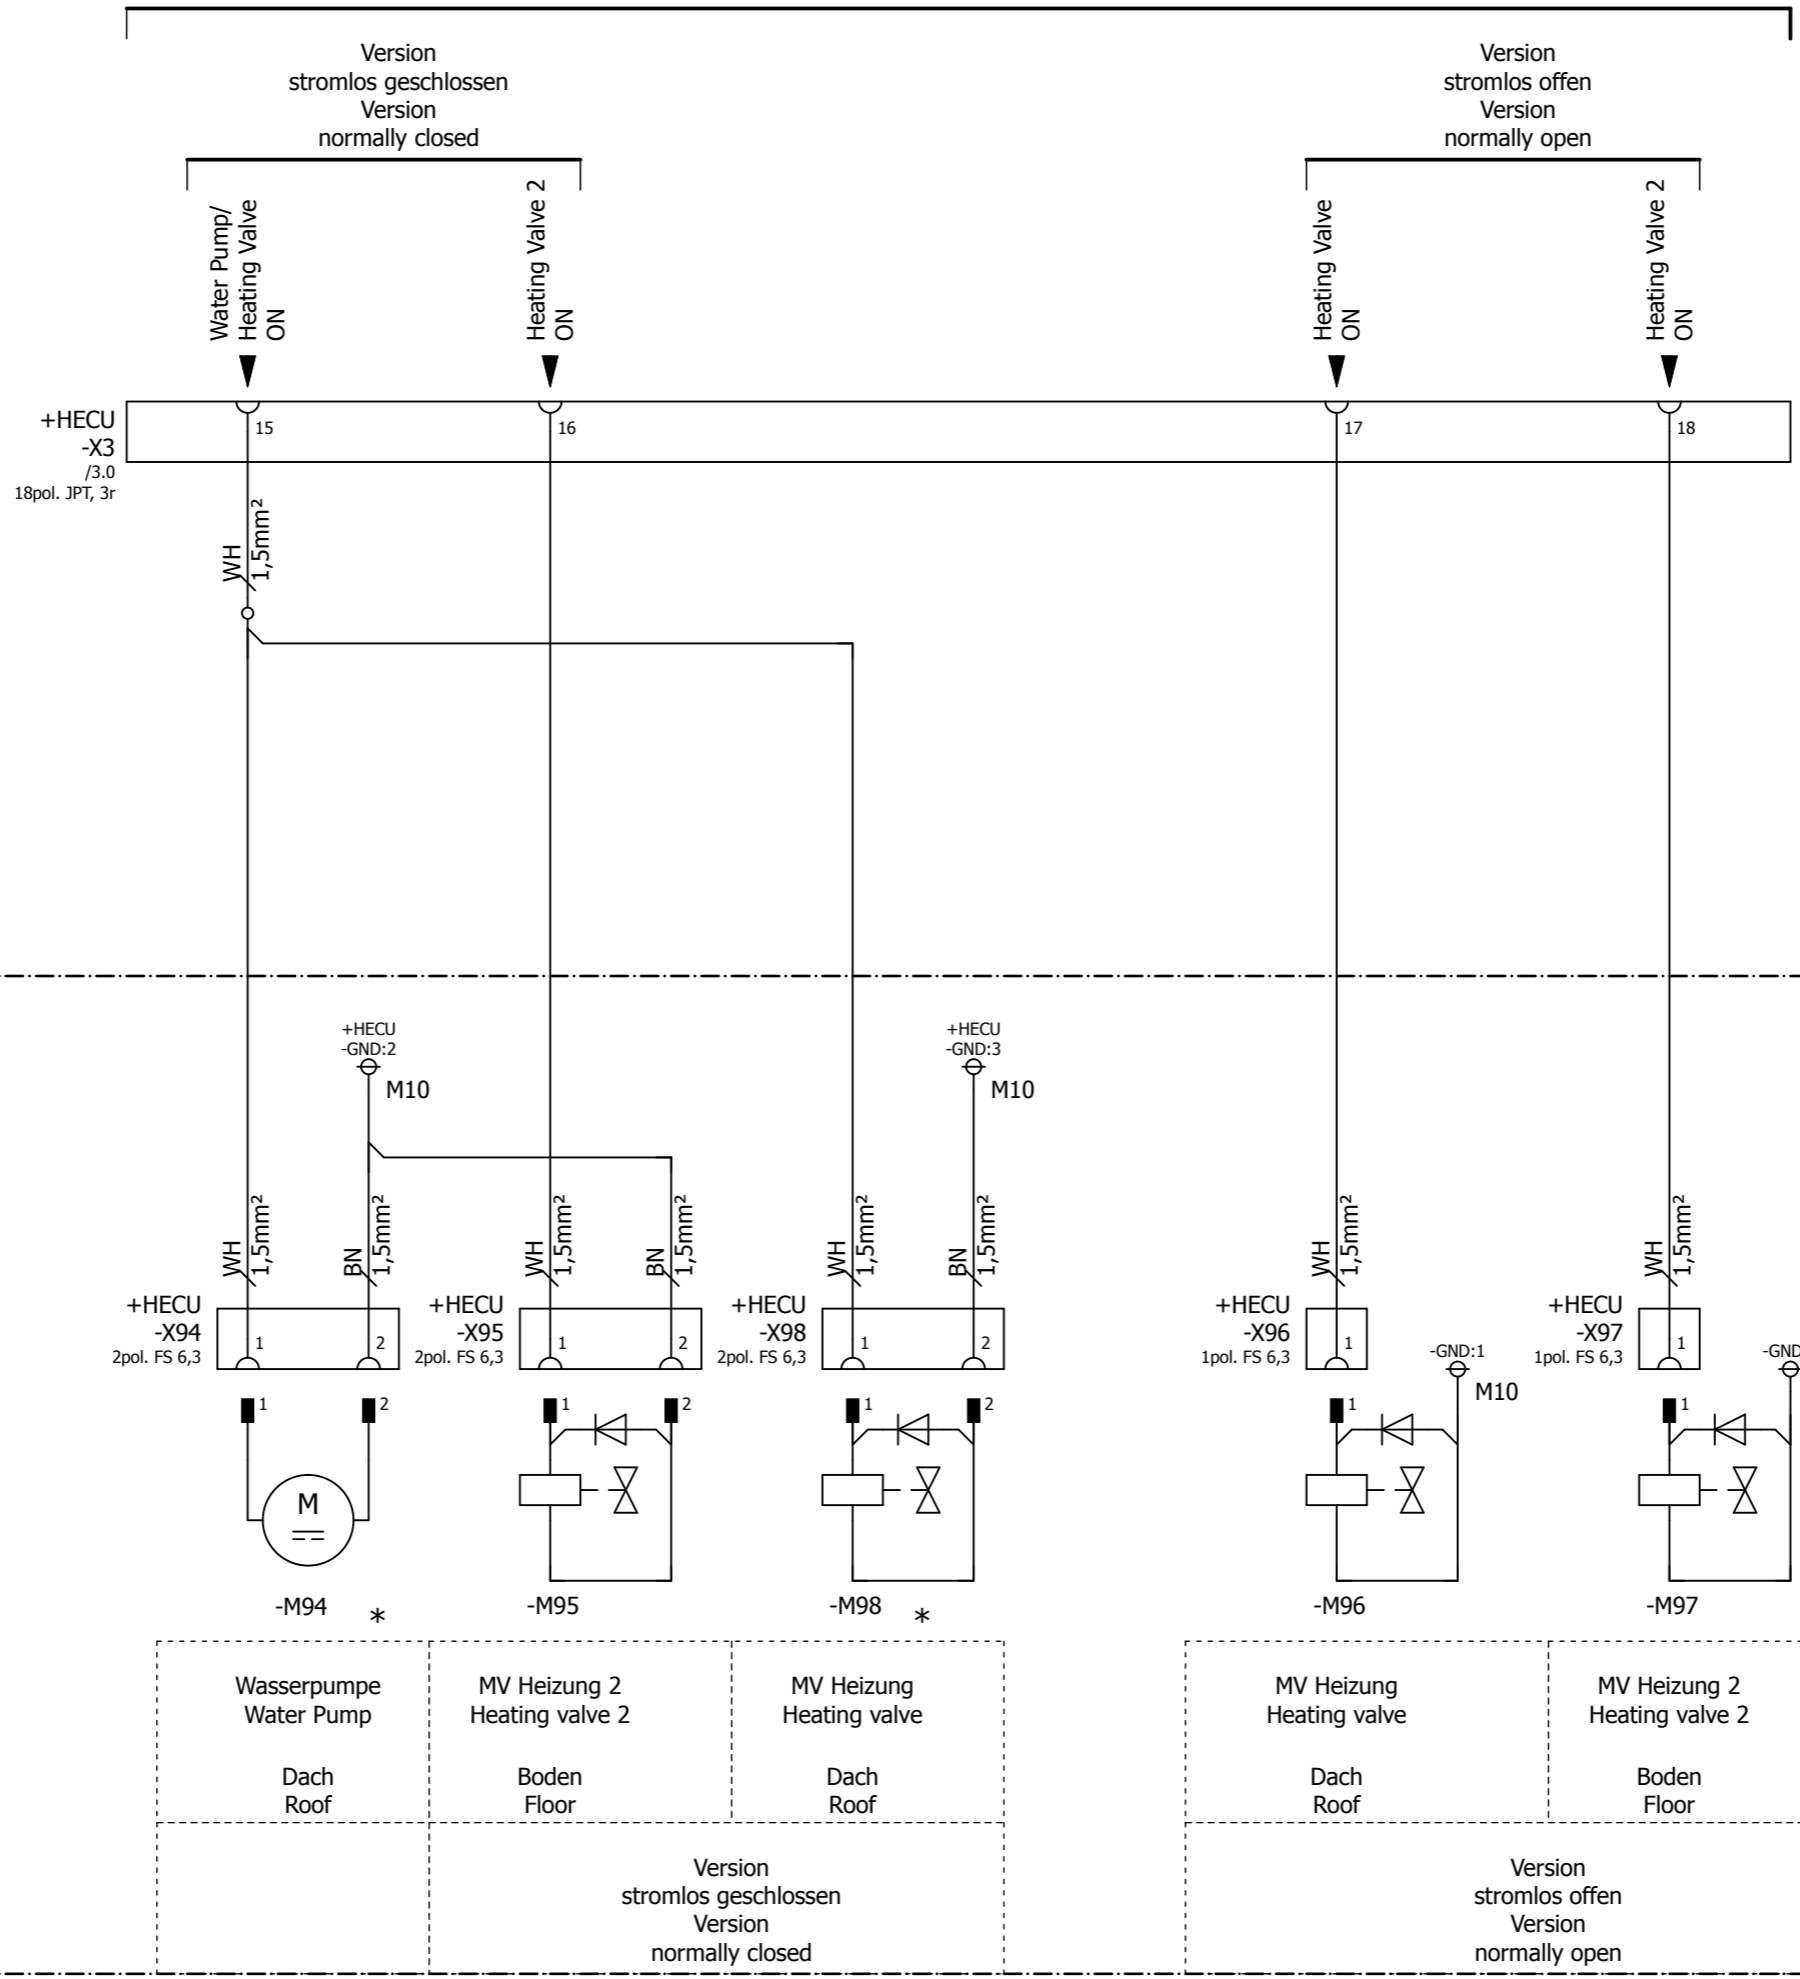 Version
stromlos geschlossen
Version
normally closed
Version
stromlos offen
Version
normally open
Water Pump/
Heating Valve
ON
Heating Valve 2
ON
Heating Valve
ON
Heating Valve 2
ON
+HECU
-X3
/3.0
18pol. JPT, 3r
15
16
17
18
WH
1,5mm²
+HECU
-GND:2
M10
+HECU
-GND:3
M10
WH
1,5mm²
BN
1,5mm²
WH
1,5mm²
BN
1,5mm²
WH
1,5mm²
BN
1,5mm²
WH
1,5mm²
WH
1,5mm²
+HECU
-X94
2pol. FS 6,3
1
2
+HECU
-X95
2pol. FS 6,3
1
2
+HECU
-X98
2pol. FS 6,3
1
2
+HECU
-X96
1pol. FS 6,3
1
-GND:1
M10
+HECU
-X97
1pol. FS 6,3
1
-GND
1
2
1
2
1
2
1
1
M
-M94 *
-M95
-M98 *
-M96
-M97
Wasserpumpe
Water Pump
Dach
Roof
MV Heizung 2
Heating valve 2
Boden
Floor
MV Heizung
Heating valve
Dach
Roof
MV Heizung
Heating valve
Dach
Roof
MV Heizung 2
Heating valve 2
Boden
Floor
Version
stromlos geschlossen
Version
normally closed
Version
stromlos offen
Version
normally open